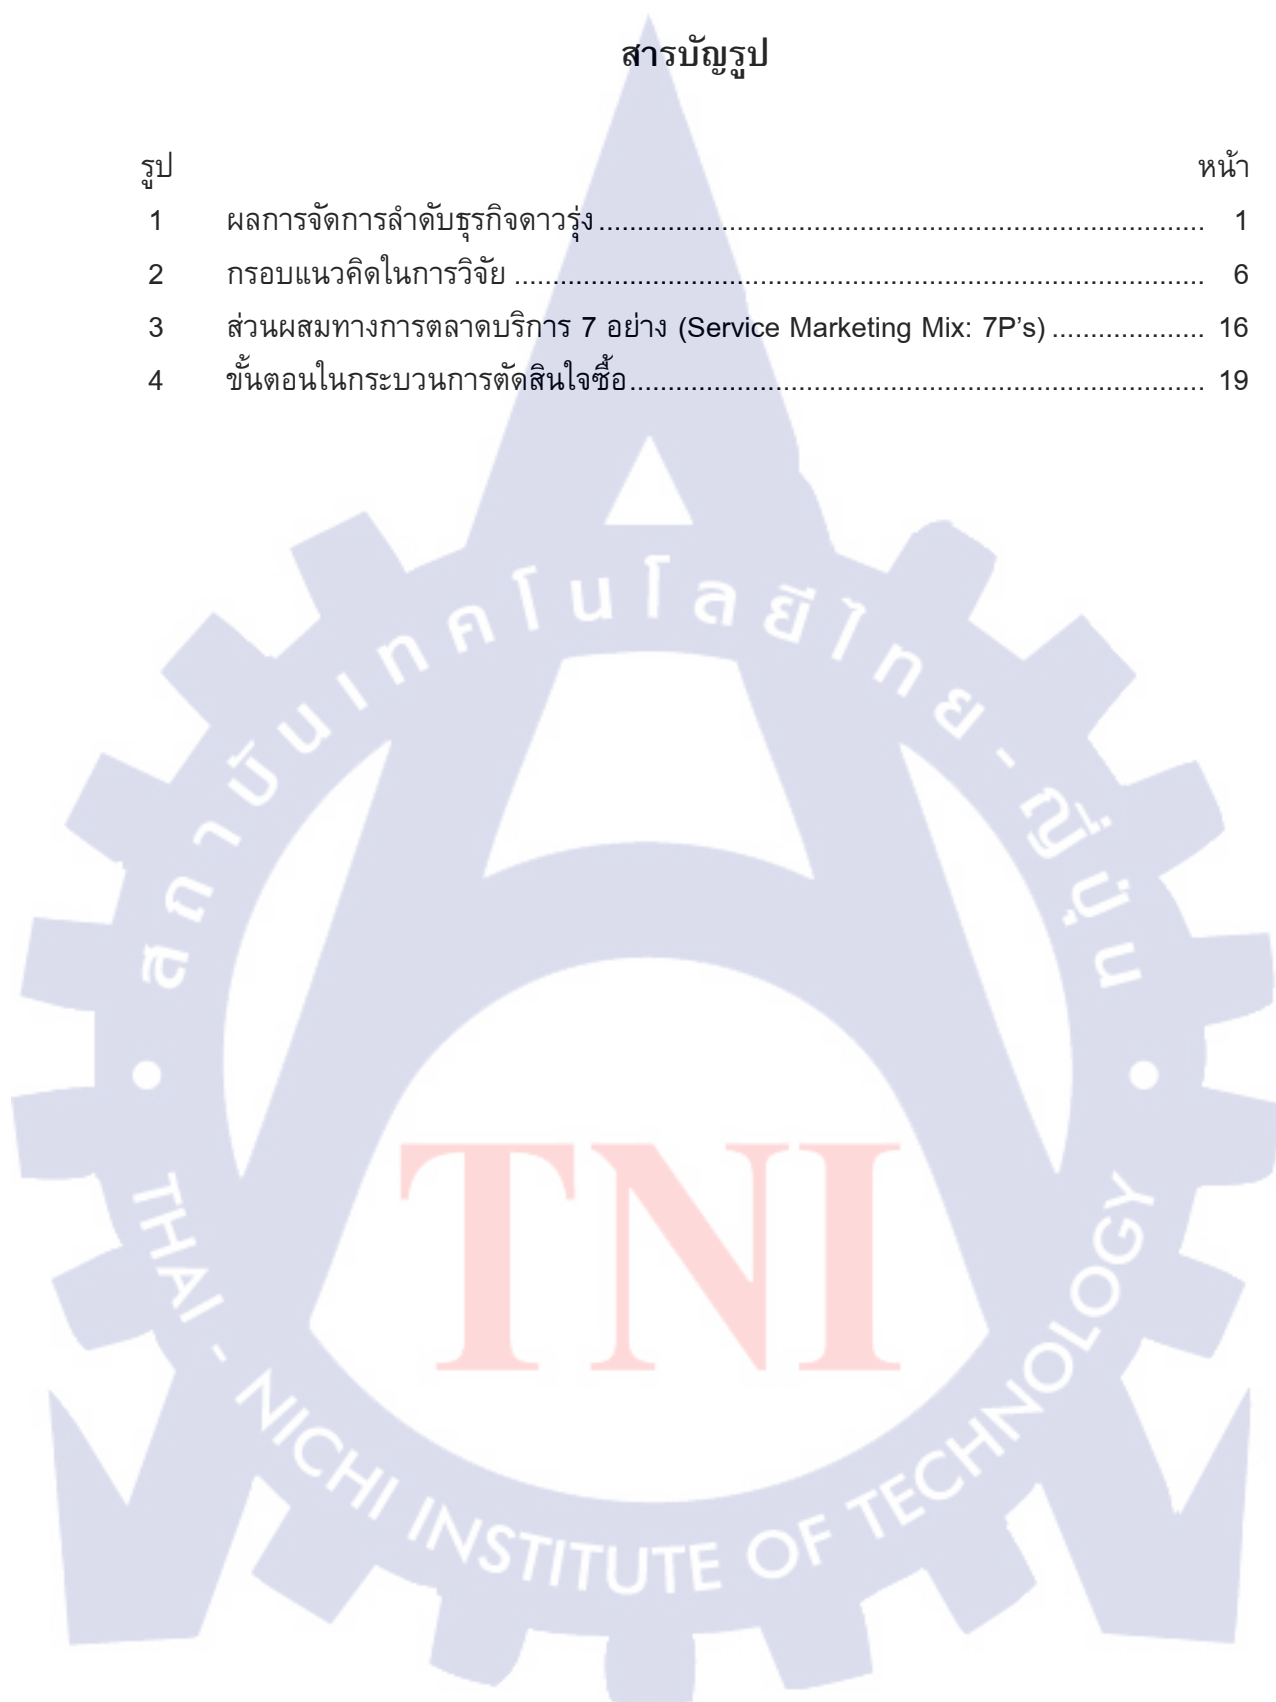 สารบัญรูป
รูป หน้า
1 ผลการจัดการลำดับธุรกิจดาวรุ่ง ........................................................................ 1
2 กรอบแนวคิดในการวิจัย ........................................................................ 6
3 ส่วนผสมทางการตลาดบริการ 7 อย่าง (Service Marketing Mix: 7P's) .................... 16
4 ขั้นตอนในกระบวนการตัดสินใจซื้อ ........................................................................ 19
สถาบันเทคโนโลยีไทย - ญี่ปุ่น
TNI
THAI - NICHI INSTITUTE OF TECHNOLOGY